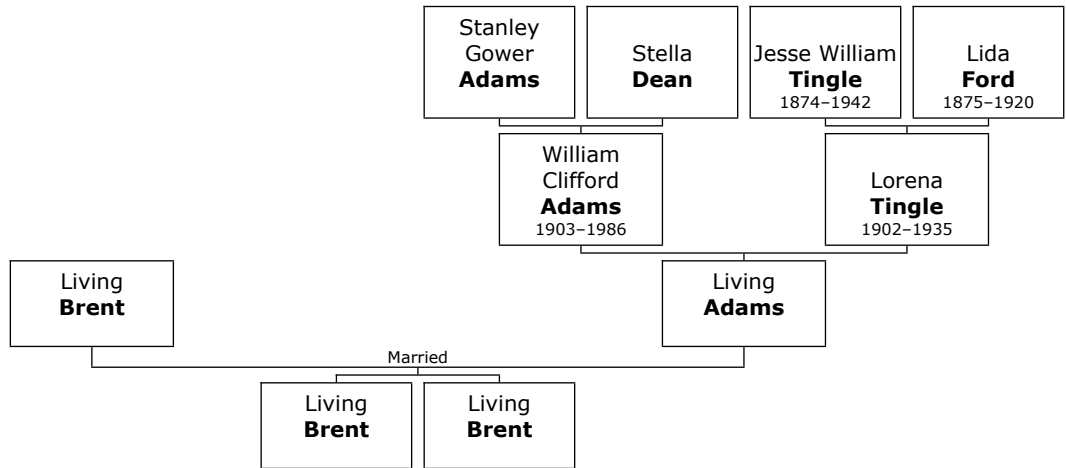 Stanley
Gower
Adams
Stella
Dean
Jesse William
Tingle
1874–1942
Lida
Ford
1875–1920
William
Clifford
Adams
1903–1986
Lorena
Tingle
1902–1935
Living
Brent
Living
Adams
Married
Living
Brent
Living
Brent